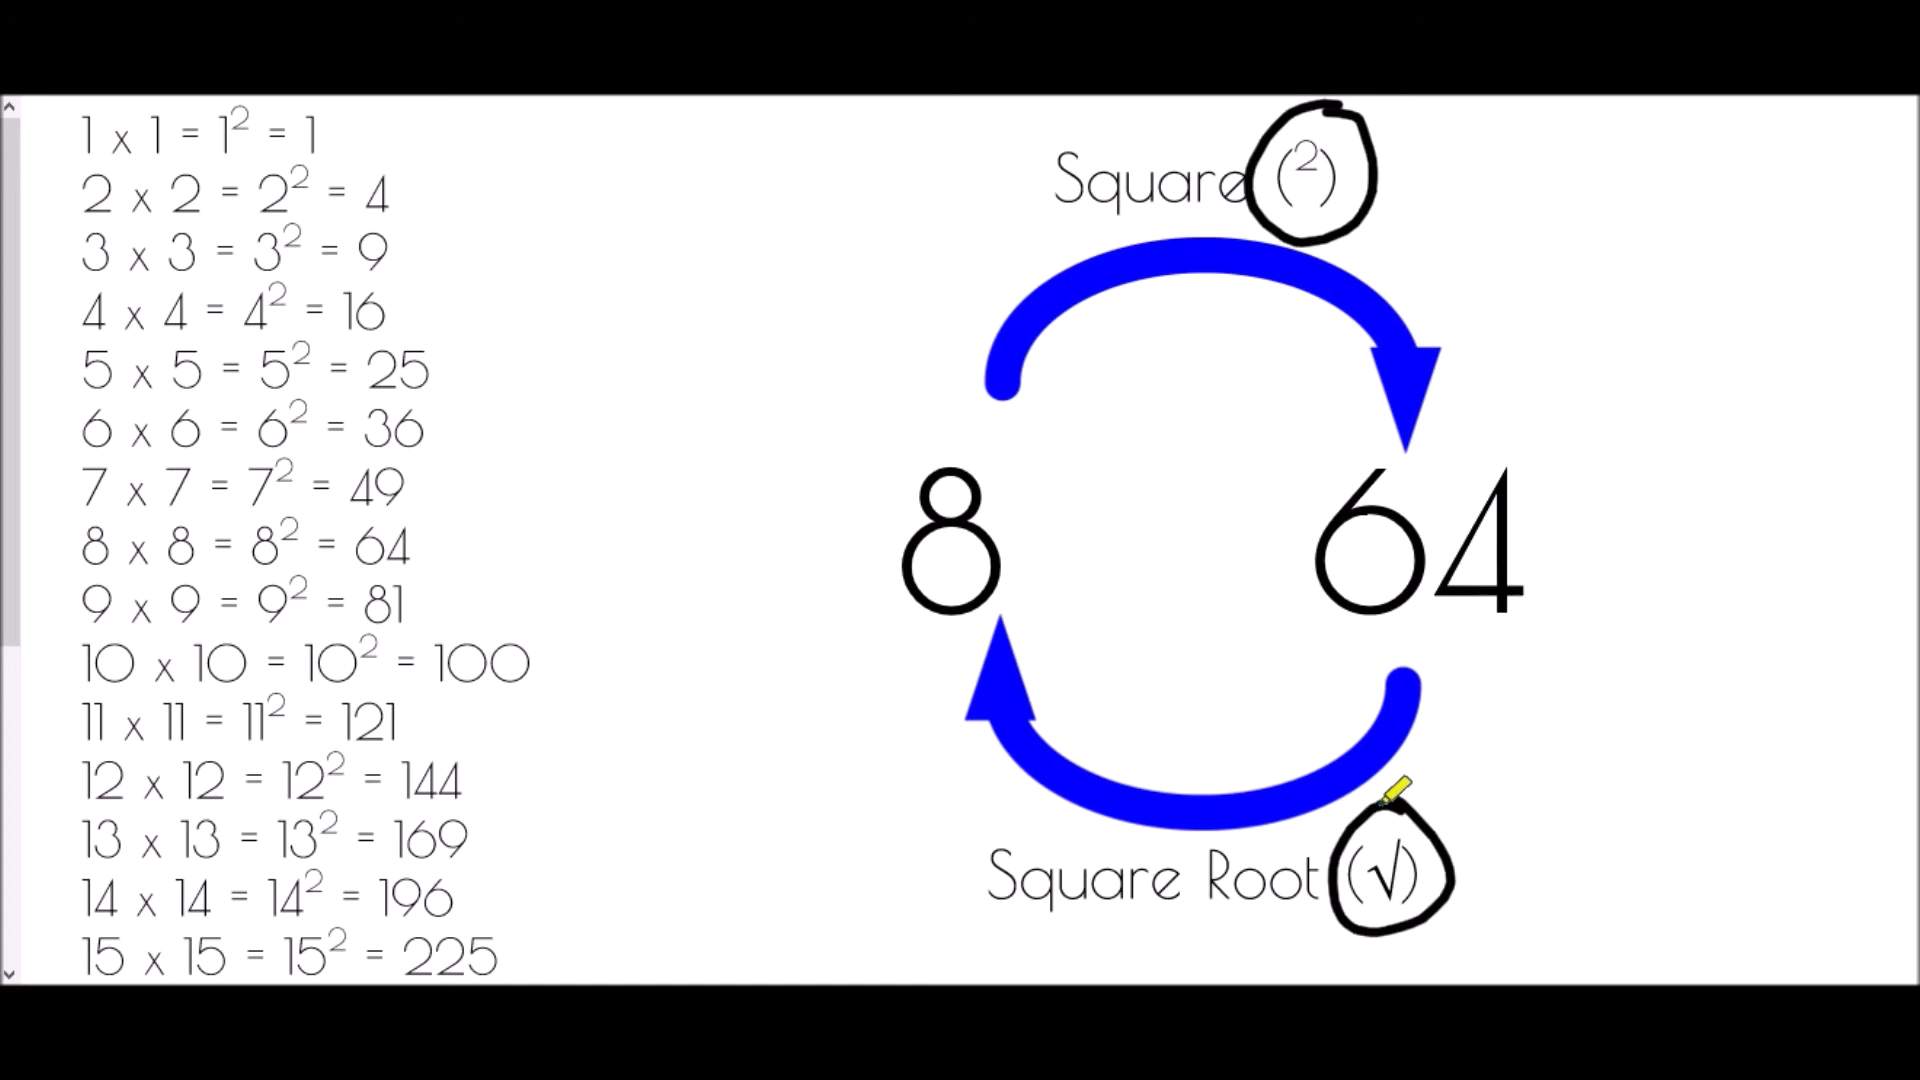 1 x 1 = 1² = 1
2 x 2 = 2² = 4
3 x 3 = 3² = 9
4 x 4 = 4² = 16
5 x 5 = 5² = 25
6 x 6 = 6² = 36
7 x 7 = 7² = 49
8 x 8 = 8² = 64
9 x 9 = 9² = 81
10 x 10 = 10² = 100
11 x 11 = 11² = 121
12 x 12 = 12² = 144
13 x 13 = 13² = 169
14 x 14 = 14² = 196
15 x 15 = 15² = 225
Square (²)
8 64
Square Root (√)